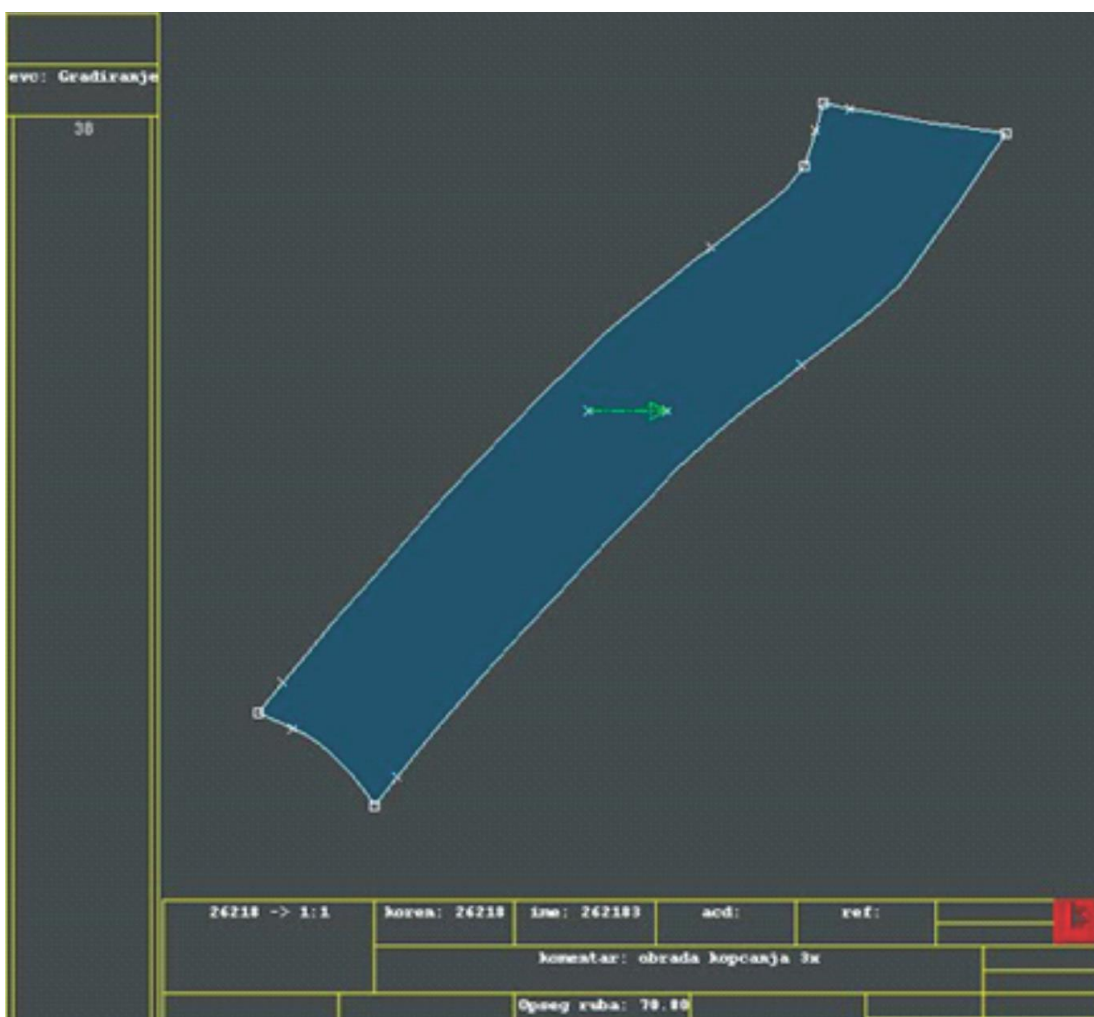 evc: Gradiranje
38
26218 -> 1:1
koren: 26218
ime: 262183
acd:
ref:
komentar: obrada kopcanja 3x
Opseg ruba: 70.80